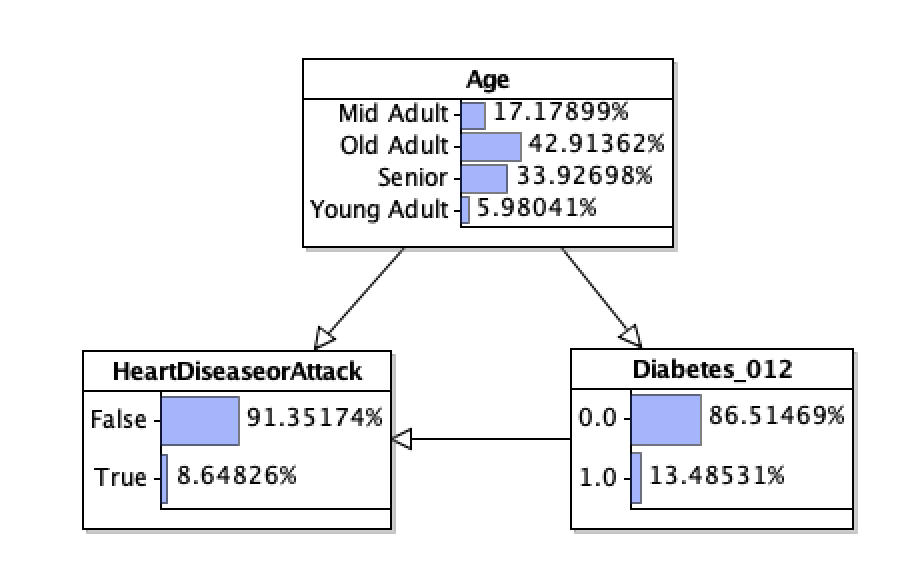 Age
Mid Adult 17.17899%
Old Adult 42.91362%
Senior 33.92698%
Young Adult 5.98041%
HeartDiseaseorAttack
False 91.35174%
True 8.64826%
Diabetes_012
0.0 86.51469%
1.0 13.48531%